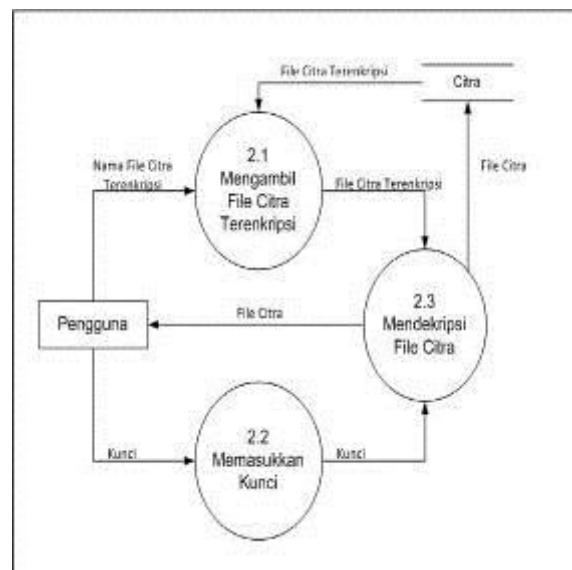 File Citra Terenkripsi
Citra
Nama File Citra
Terenkripsi
2.1
Mengambil
File Citra
Terenkripsi
File Citra Terenkripsi
File Citra
Pengguna
File Citra
2.3
Mendekripsi
File Citra
Kunci
2.2
Memasukkan
Kunci
Kunci